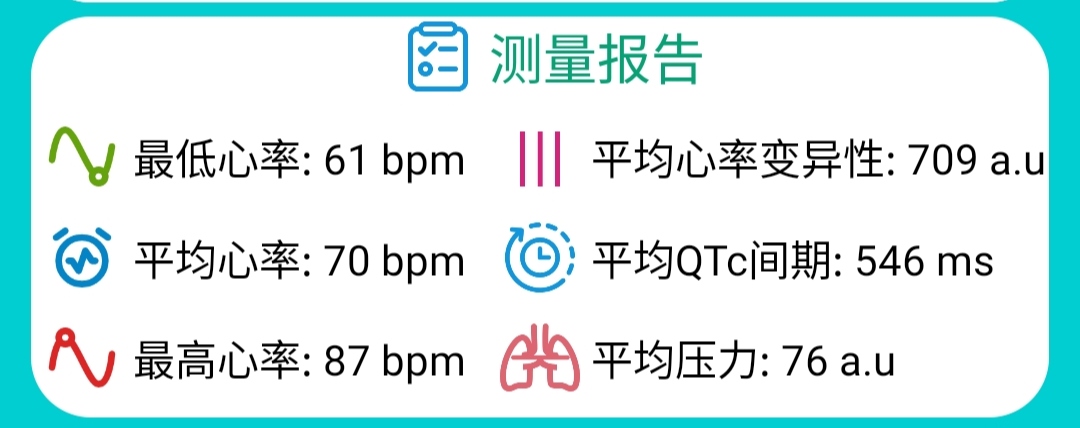 测量报告
最低心率: 61 bpm
平均心率变异性: 709 a.u
平均心率: 70 bpm
平均QTc间期: 546 ms
最高心率: 87 bpm
平均压力: 76 a.u